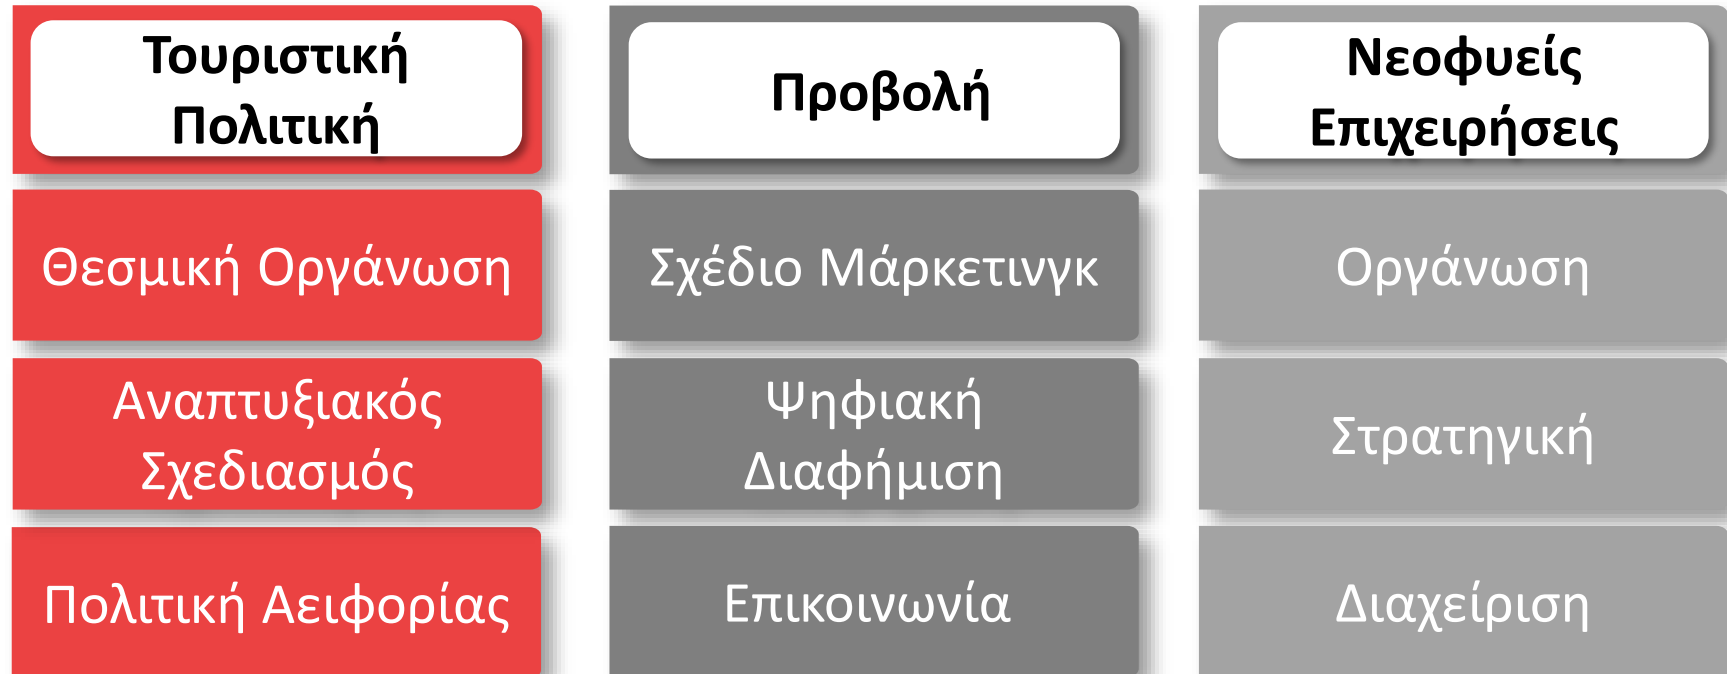 Τουριστική
Πολιτική
Θεσμική Οργάνωση
Αναπτυξιακός
Σχεδιασμός
Πολιτική Αειφορίας
Προβολή
Σχέδιο Μάρκετινγκ
Ψηφιακή
Διαφήμιση
Επικοινωνία
Νεοφυείς
Επιχειρήσεις
Οργάνωση
Στρατηγική
Διαχείριση